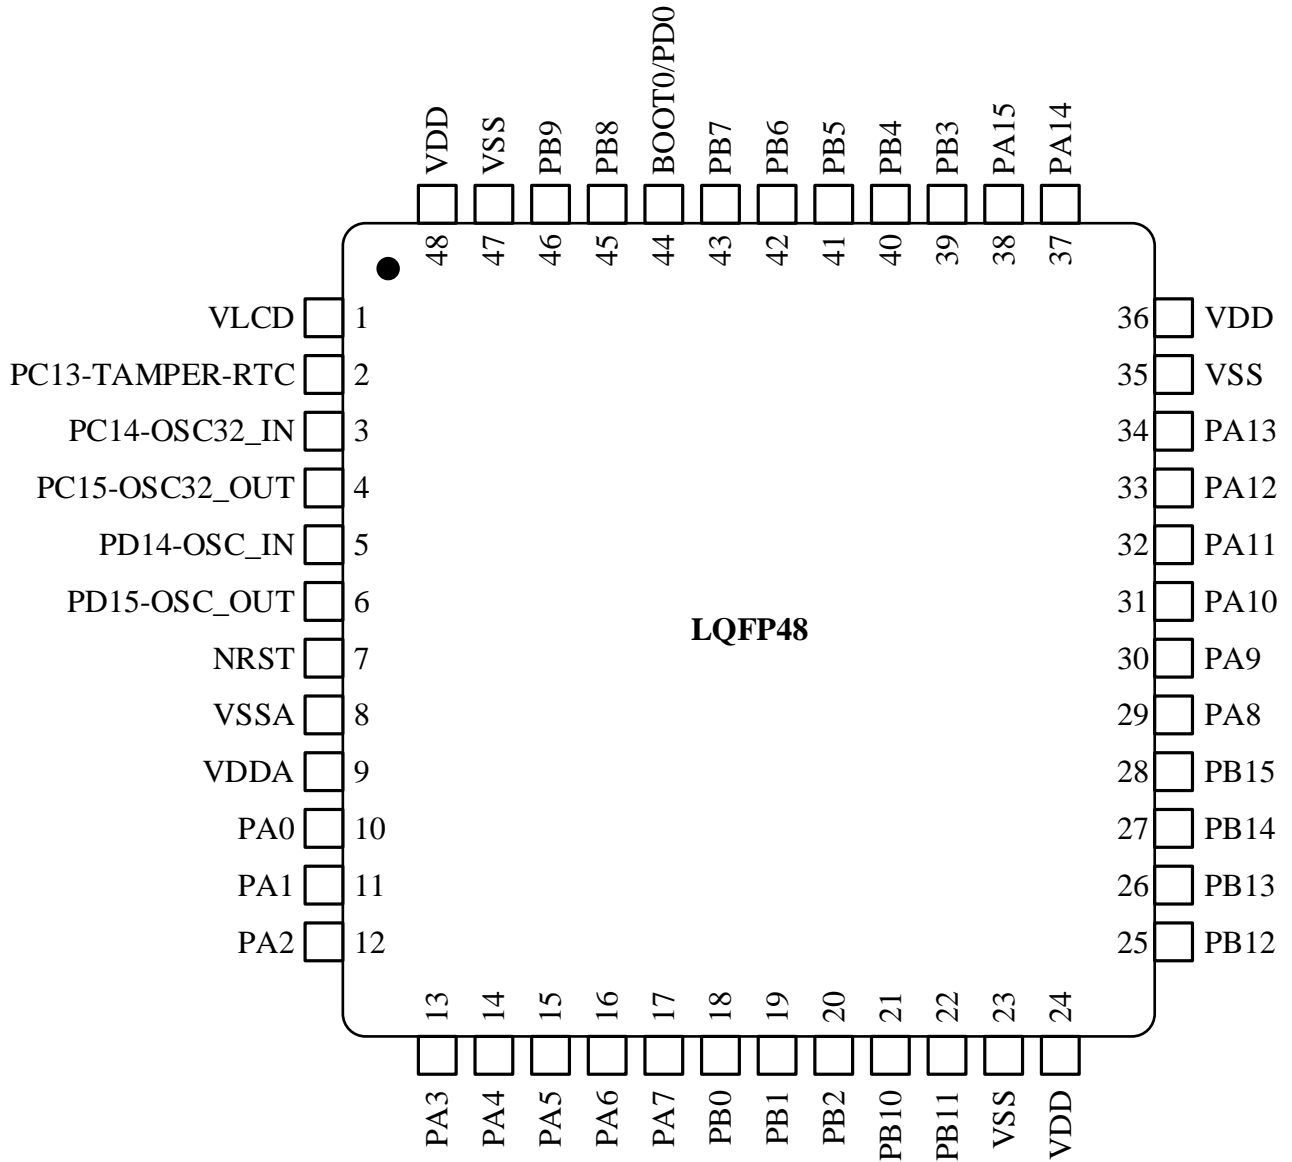 VDD VSS PB9 PB8 BOOT0/PD0 PB7 PB6 PB5 PB4 PB3 PA15 PA14
48 47 46 45 44 43 42 41 40 39 38 37
VLCD 1 36 VDD
PC13-TAMPER-RTC 2 35 VSS
PC14-OSC32_IN 3 34 PA13
PC15-OSC32_OUT 4 33 PA12
PD14-OSC_IN 5 32 PA11
PD15-OSC_OUT 6 31 PA10
LQFP48
NRST 7 30 PA9
VSSA 8 29 PA8
VDDA 9 28 PB15
PA0 10 27 PB14
PA1 11 26 PB13
PA2 12 25 PB12
13 14 15 16 17 18 19 20 21 22 23 24
PA3 PA4 PA5 PA6 PA7 PB0 PB1 PB2 PB10 PB11 VSS VDD